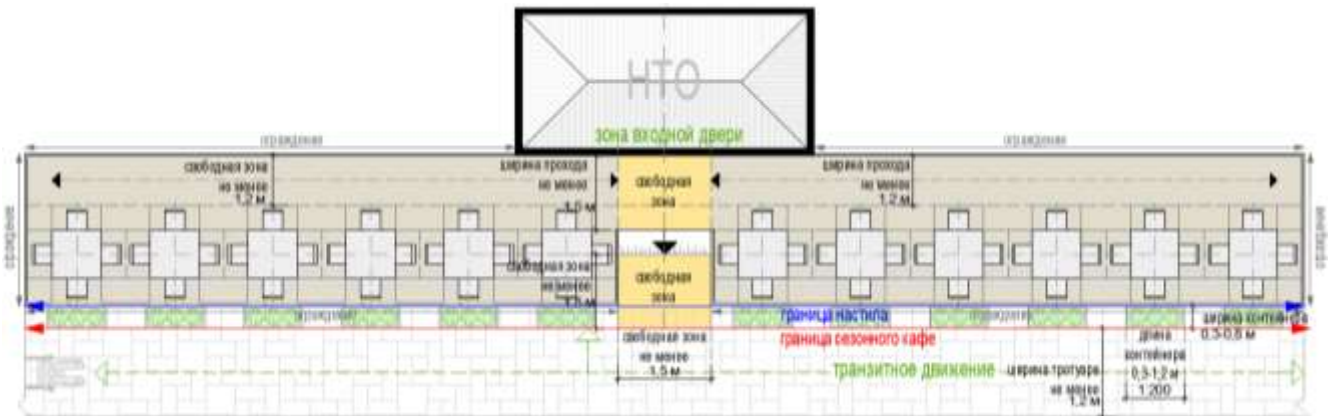 НТО
зона входной двери
ограждение
ограждение
свободная зона
не менее
1,2 м
ширина прохода
не менее
1,5 м
свободная
зона
ширина прохода
не менее
1,2 м
ограждение
ограждение
свободная зона
не менее
1,5 м
свободная
зона
граница настила
граница сезонного кафе
ширина контейнера
0,3-0,8 м
свободная зона
не менее
1,5 м
транзитное движение
ширина тротуара
не менее
1,2 м
длина
контейнера
0,3-1,2 м
1 200